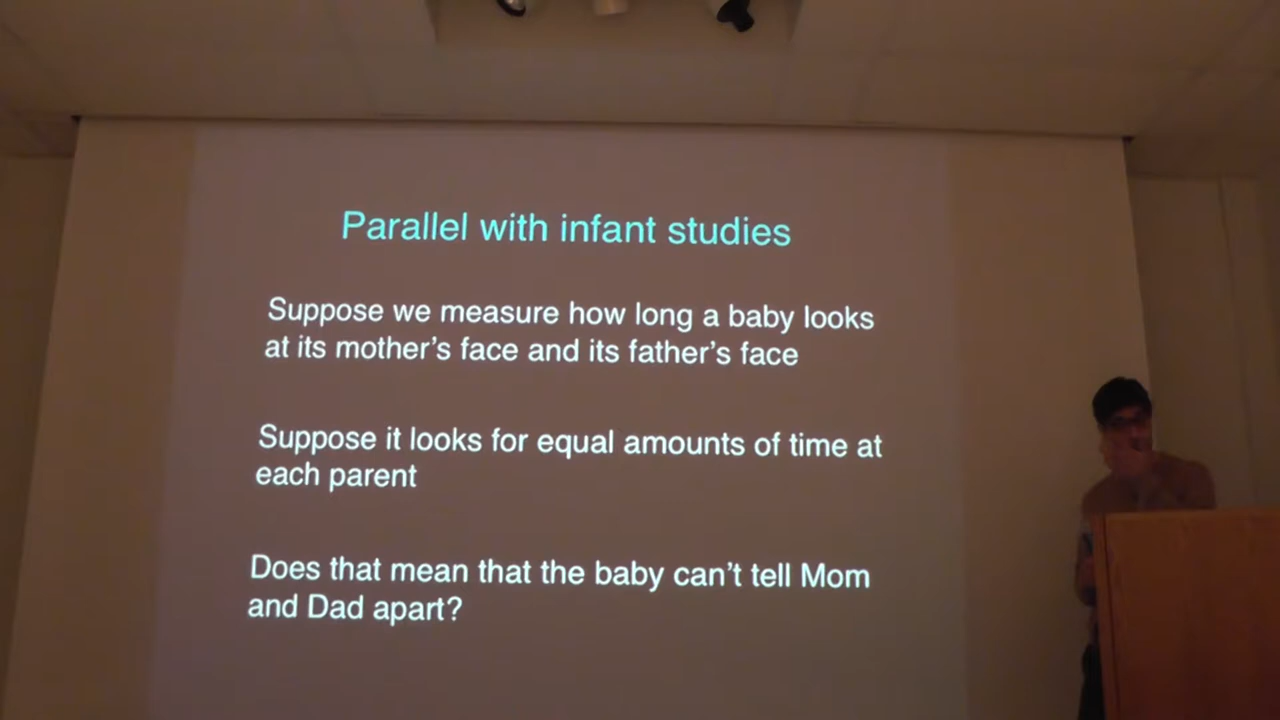 Parallel with infant studies
Suppose we measure how long a baby looks
at its mother's face and its father's face
Suppose it looks for equal amounts of time at
each parent
Does that mean that the baby can't tell Mom
and Dad apart?